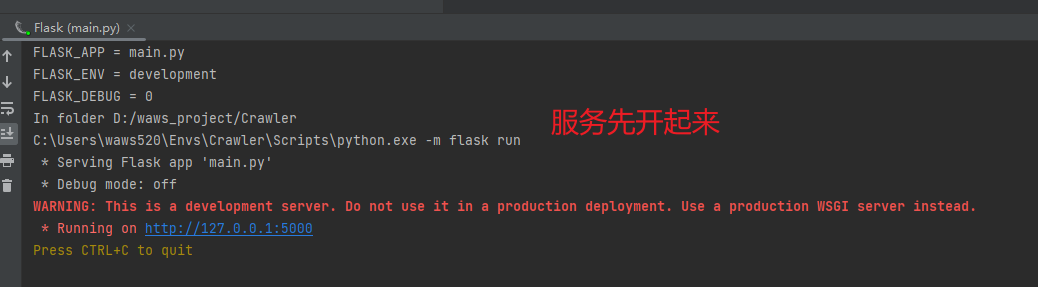 Flask (main.py)
FLASK_APP = main.py
FLASK_ENV = development
FLASK_DEBUG = 0
In folder D:/waws_project/Crawler
服务先开起来
C:\Users\waws520\Envs\Crawler\Scripts\python.exe -m flask run
* Serving Flask app 'main.py'
* Debug mode: off
WARNING: This is a development server. Do not use it in a production deployment. Use a production WSGI server instead.
* Running on http://127.0.0.1:5000
Press CTRL+C to quit